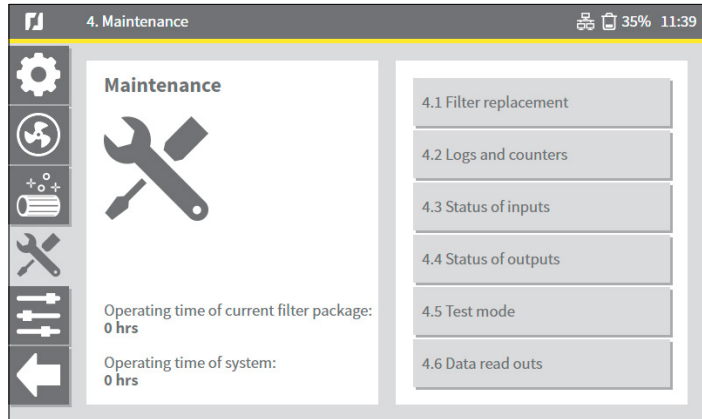 4. Maintenance
35% 11:39
Maintenance
Operating time of current filter package:
0 hrs
Operating time of system:
0 hrs
4.1 Filter replacement
4.2 Logs and counters
4.3 Status of inputs
4.4 Status of outputs
4.5 Test mode
4.6 Data read outs